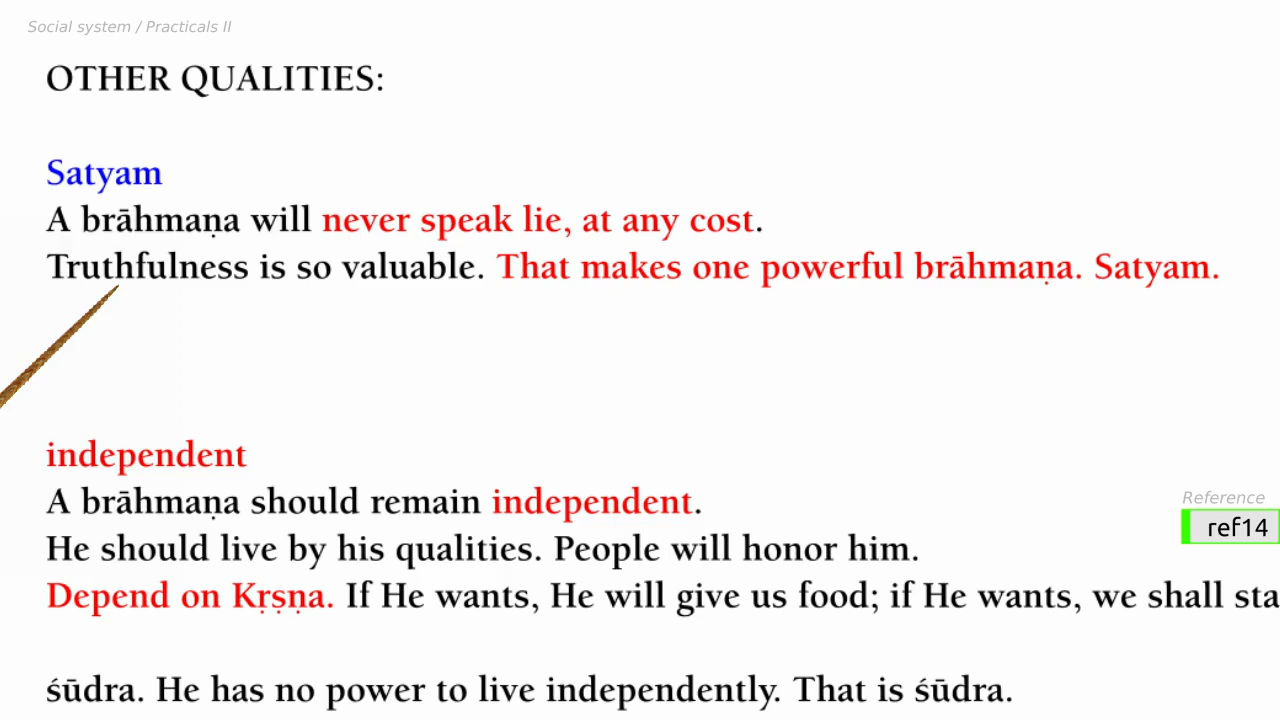 Social system / Practicals II
OTHER QUALITIES:
Satyam
A brāhmaṇa will never speak lie, at any cost.
Truthfulness is so valuable. That makes one powerful brāhmaṇa. Satyam.
independent
A brāhmaṇa should remain independent.
Reference
ref14
He should live by his qualities. People will honor him.
Depend on Kṛṣṇa. If He wants, He will give us food; if He wants, we shall sta
śūdra. He has no power to live independently. That is śūdra.